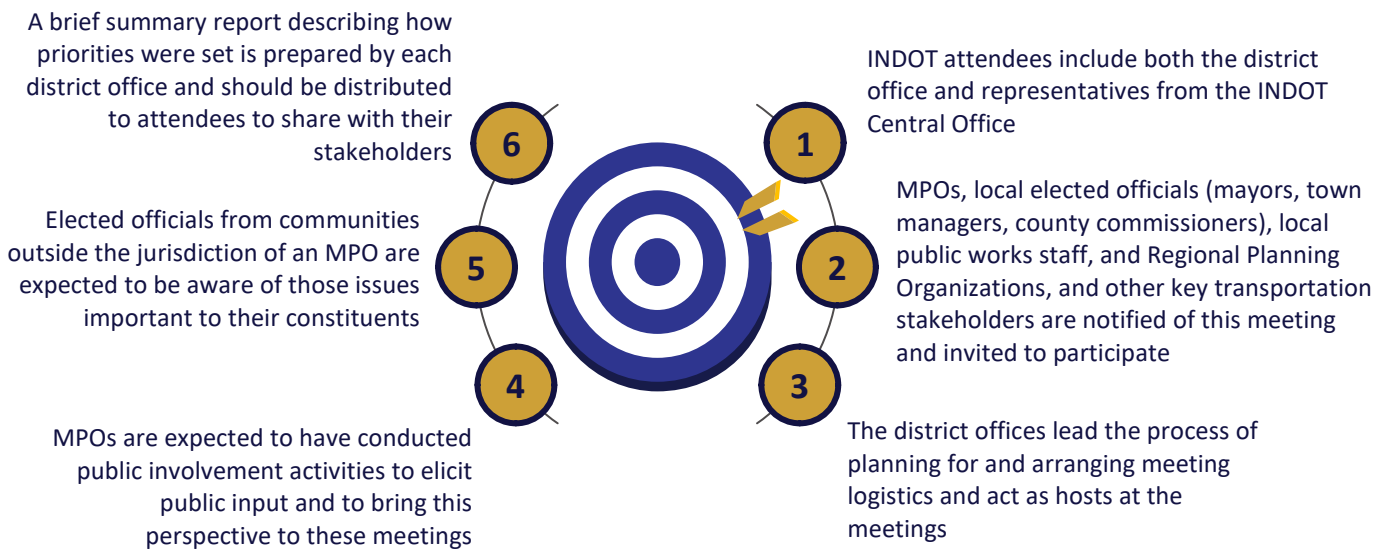 1
INDOT attendees include both the district
office and representatives from the INDOT
Central Office
2
MPOs, local elected officials (mayors, town
managers, county commissioners), local
public works staff, and Regional Planning
Organizations, and other key transportation
stakeholders are notified of this meeting
and invited to participate
3
The district offices lead the process of
planning for and arranging meeting
logistics and act as hosts at the
meetings
4
MPOs are expected to have conducted
public involvement activities to elicit
public input and to bring this
perspective to these meetings
5
Elected officials from communities
outside the jurisdiction of an MPO are
expected to be aware of those issues
important to their constituents
6
A brief summary report describing how
priorities were set is prepared by each
district office and should be distributed
to attendees to share with their
stakeholders